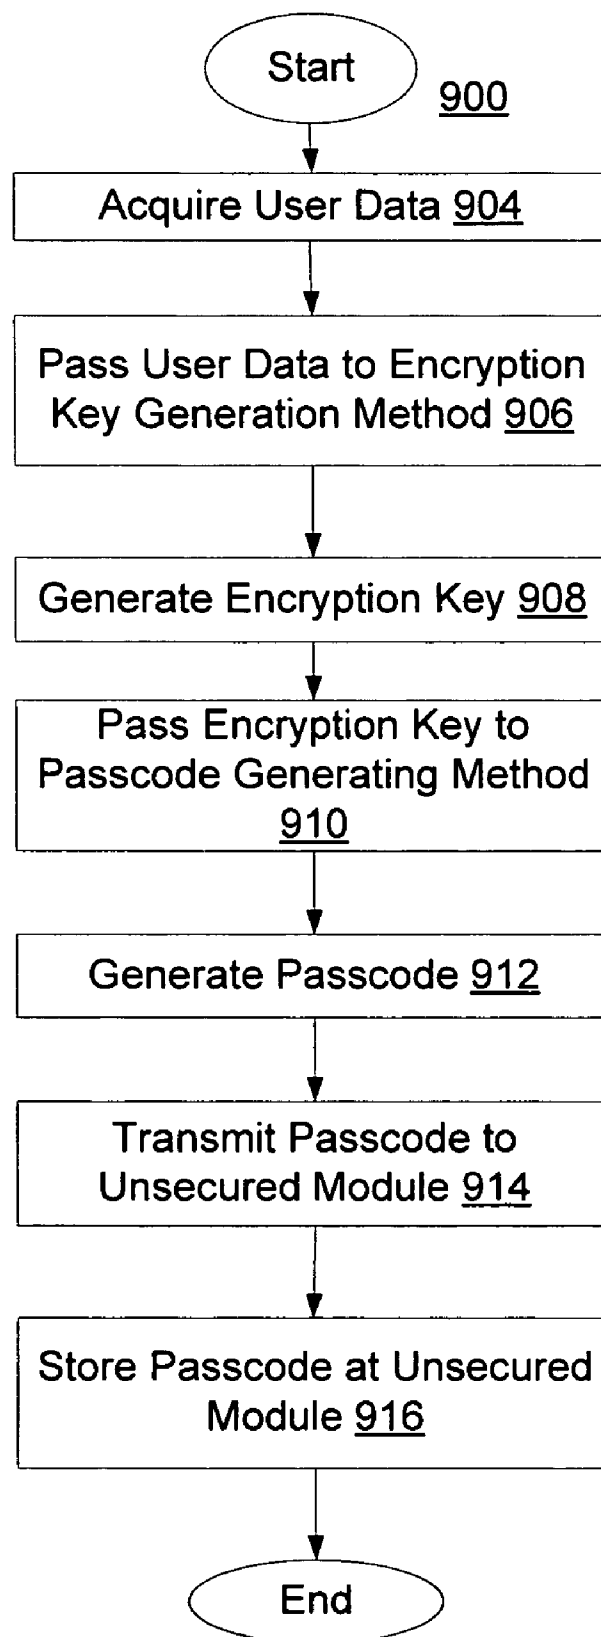 Start
900
Acquire User Data 904
Pass User Data to Encryption
Key Generation Method 906
Generate Encryption Key 908
Pass Encryption Key to
Passcode Generating Method
910
Generate Passcode 912
Transmit Passcode to
Unsecured Module 914
Store Passcode at Unsecured
Module 916
End